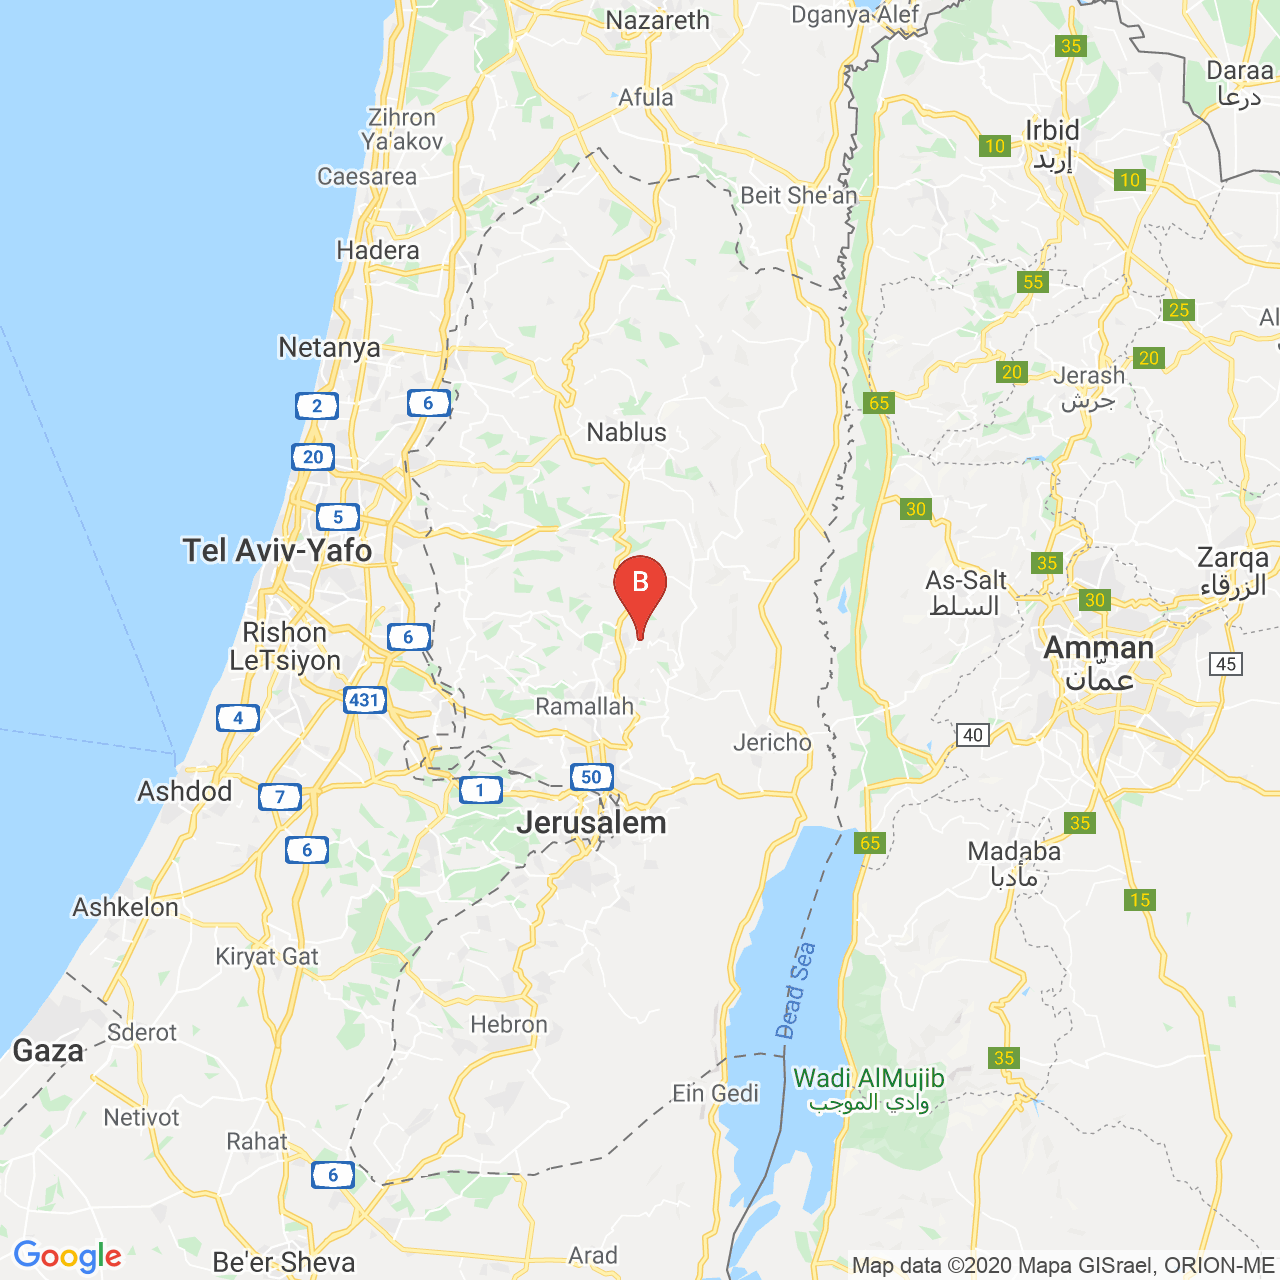 Nazareth
Dganya Alef
35
Daraa
درعا
Afula
Zihron
Ya'akov
Irbid
إربد
10
Caesarea
10
Beit She'an
Hadera
55
25
Al
Netanya
20
Jerash
جرش
20
2
6
65
Nablus
20
30
5
Tel Aviv-Yafo
35
Zarqa
الزرقاء
B
As-Salt
السلط
30
Rishon
LeTsiyon
6
Amman
عمّان
45
431
Ramallah
4
40
Jericho
50
Ashdod
7
1
Jerusalem
35
6
65
Madaba
مأدبا
15
Ashkelon
Kiryat Gat
Dead Sea
Sderot
Hebron
Gaza
35
Wadi AlMujib
وادي الموجب
Ein Gedi
Netivot
Rahat
6
Google
Be'er Sheva
Arad
Map data ©2020 Mapa GISrael, ORION-ME